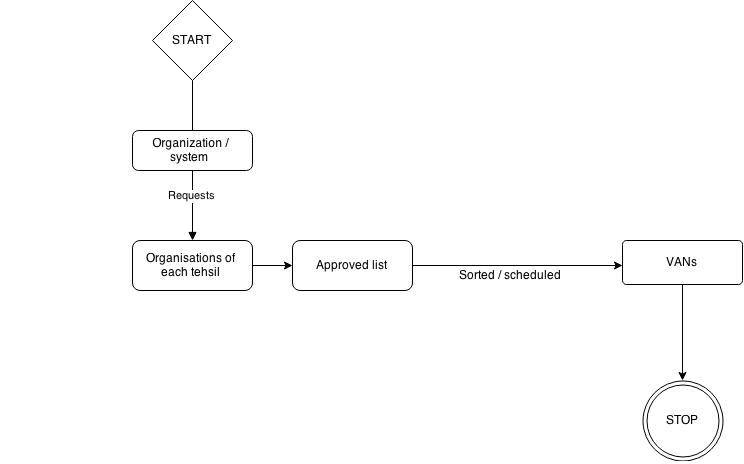 START
Organization /
system
Requests
Organisations of
each tehsil
Approved list
Sorted / scheduled
VANs
STOP